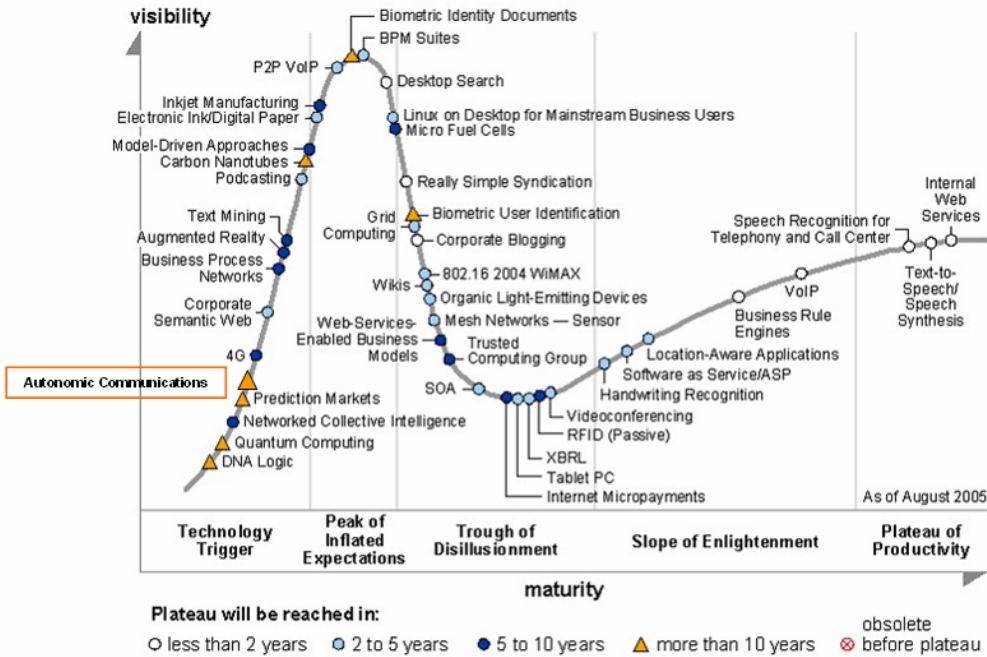 visibility
Biometric Identity Documents
BPM Suites
P2P VoIP
Desktop Search
Inkjet Manufacturing
Electronic Ink/Digital Paper
Linux on Desktop for Mainstream Business Users
Micro Fuel Cells
Model-Driven Approaches
Carbon Nanotubes
Podcasting
Really Simple Syndication
Text Mining
Augmented Reality
Business Process
Networks
Grid
Computing
Biometric User Identification
Corporate Blogging
Speech Recognition for
Telephony and Call Center
Internal
Web
Services
802.16 2004 WiMAX
Wikis
Organic Light-Emitting Devices
Corporate
Semantic Web
Mesh Networks — Sensor
Web-Services-
Enabled Business
Models
Trusted
Computing Group
VoIP
Text-to-
Speech/
Speech
Synthesis
Business Rule
Engines
4G
Autonomic Communications
SOA
Location-Aware Applications
Software as Service/ASP
Handwriting Recognition
Prediction Markets
Networked Collective Intelligence
Quantum Computing
DNA Logic
Videoconferencing
RFID (Passive)
XBRL
Tablet PC
Internet Micropayments
As of August 2005
Technology
Trigger
Peak of
Inflated
Expectations
Trough of
Disillusionment
Slope of Enlightenment
Plateau of
Productivity
maturity
Plateau will be reached in:
less than 2 years
2 to 5 years
5 to 10 years
more than 10 years
obsolete
before plateau